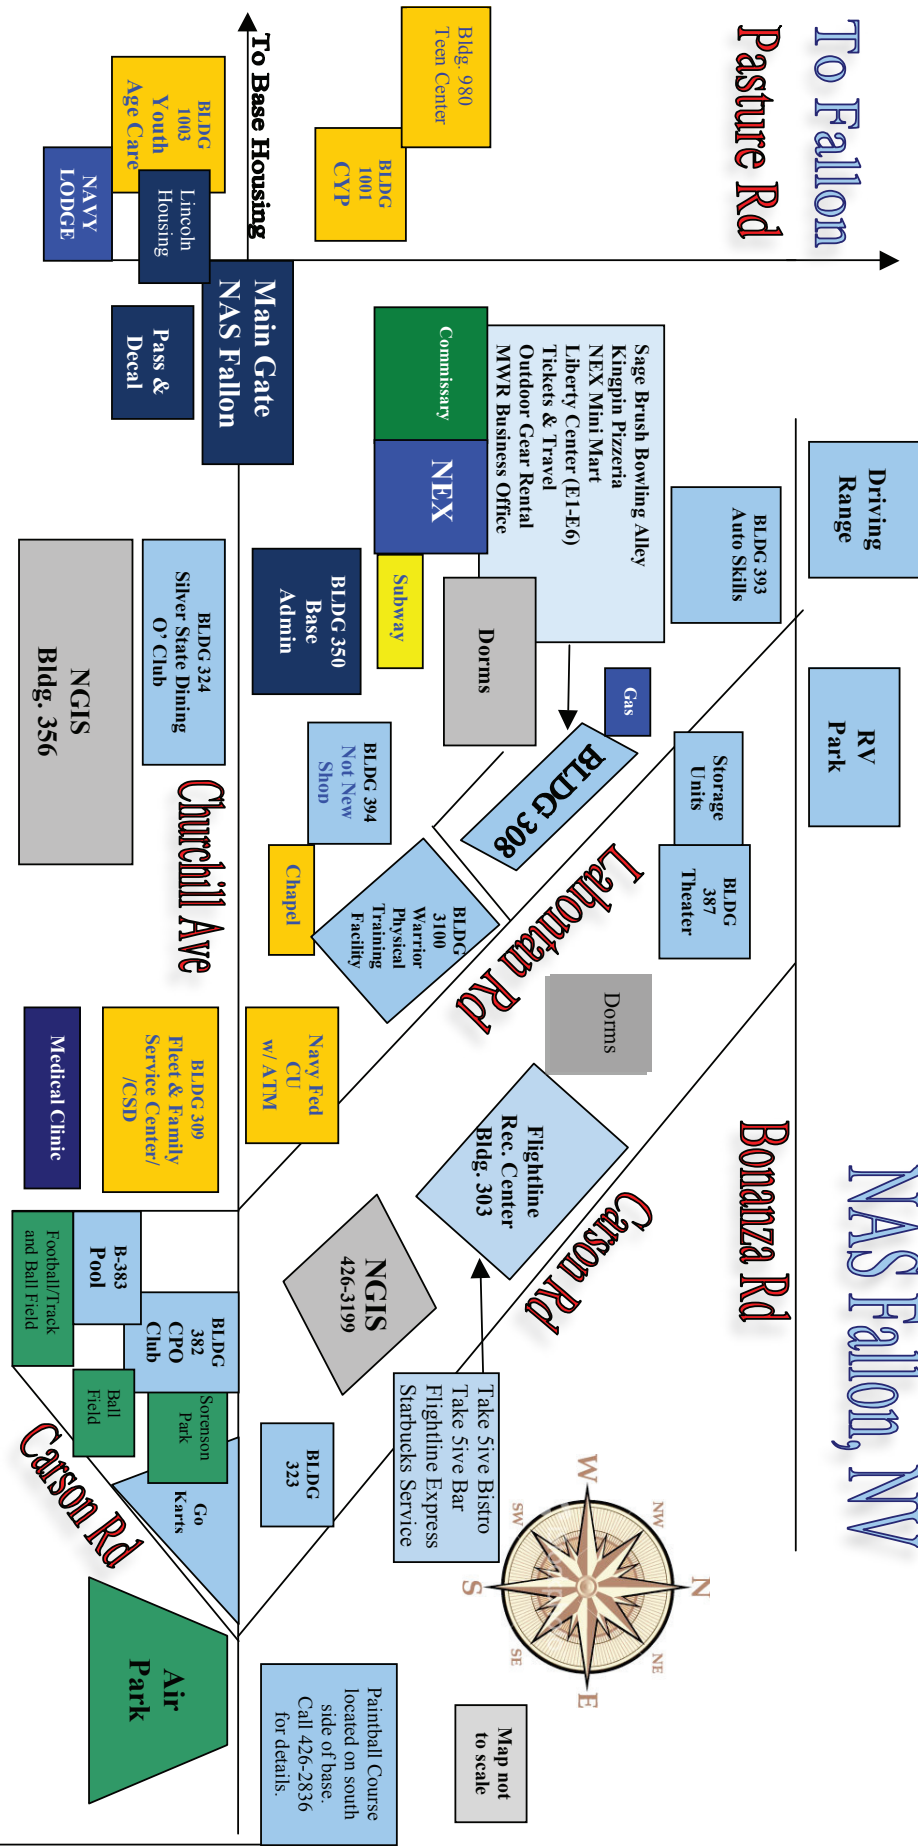 To Fallon
Pasture Rd
NAS Fallon, NV
Bonanza Rd
Driving
Range
RV
Park
BLDG 393
Auto Skills
Storage
Units
BLDG
387
Theater
Gas
Sage Brush Bowling Alley
Kingpin Pizzeria
NEX Mini Mart
Liberty Center (E1-E6)
Tickets & Travel
Outdoor Gear Rental
MWR Business Office
BLDG 308
Lahontan Rd
Dorms
Dorms
Commissary
NEX
Subway
Bldg. 980
Teen Center
BLDG
1001
CYP
To Base Housing
BLDG
1003
Youth
Age Care
Lincoln
Housing
NAVY
LODGE
Main Gate
NAS Fallon
Pass &
Decal
BLDG 350
Base
Admin
BLDG 394
Not New
Shop
Chapel
BLDG
3100
Warrior
Physical
Training
Facility
Navy Fed
CU
w/ ATM
Flightline
Rec. Center
Bldg. 303
Carson Rd
NGIS
426-3199
Take 5ive Bistro
Take 5ive Bar
Flightline Express
Starbucks Service
BLDG
323
N
NE
E
SE
S
SW
W
NW
Map not
to scale
Paintball Course
located on south
side of base.
Call 426-2836
for details.
Churchill Ave
BLDG 324
Silver State Dining
O' Club
NGIS
Bldg. 356
BLDG 309
Fleet & Family
Service Center/
/CSD
Medical Clinic
B-383
Pool
Football/Track
and Ball Field
BLDG
382
CPO
Club
Ball
Field
Sorenson
Park
Go
Karts
Carson Rd
Air
Park